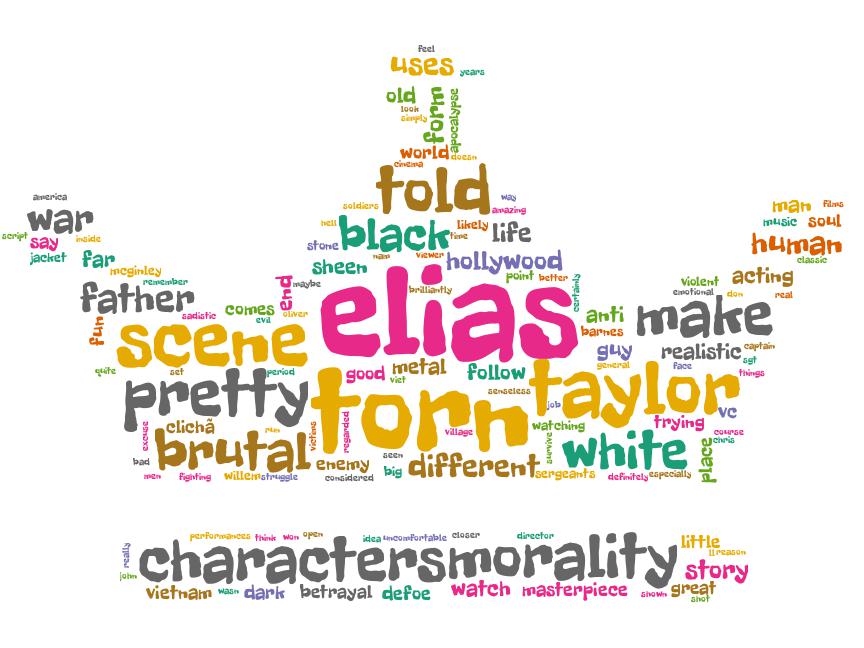 feel
uses years
old form apocalypse
look
simply
world doesn
cinema
told
america soldiers way man films
war amazing music soul
script say inside hell black likely time life human
jacket far stone nam viewer hollywood classic
mcginley sheen point better violent acting
remember end maybe brilliantly elias certainly emotional don real
father sadistic comes oliver anti make
fun evil barnes captain
scene guy realistic sgt
quite set period good metal follow general face things
pretty viet torn senseless taylor
excuse clichã run victims regarded village job watching trying vc
brutal survive white course chris
bad enemy seen big different place
men fighting willem struggle considered sergeants definitely especially
performances think won open idea uncomfortable closer director little
really charactersmorality ll reason
john story
vietnam wasn dark betrayal defoe watch masterpiece shown great
shot